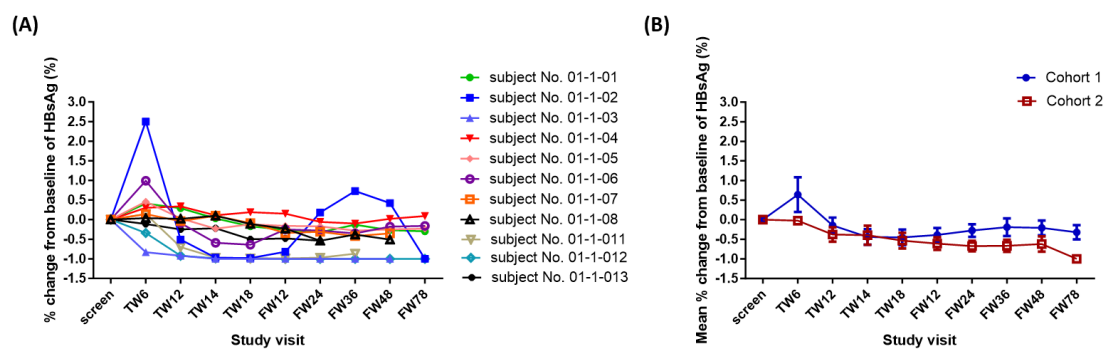 (A)
% change from baseline of HBsAg (%)
3.0
2.5
2.0
1.5
1.0
0.5
0.0
-0.5
-1.0
-1.5
screen
TW6
TW12
TW14
TW18
FW12
FW24
FW36
FW48
FW78
Study visit
subject No. 01-1-01
subject No. 01-1-02
subject No. 01-1-03
subject No. 01-1-04
subject No. 01-1-05
subject No. 01-1-06
subject No. 01-1-07
subject No. 01-1-08
subject No. 01-1-011
subject No. 01-1-012
subject No. 01-1-013
(B)
Mean % change from baseline of HBsAg (%)
3.0
2.5
2.0
1.5
1.0
0.5
0.0
-0.5
-1.0
-1.5
screen
TW6
TW12
TW14
TW18
FW12
FW24
FW36
FW48
FW78
Study visit
Cohort 1
Cohort 2